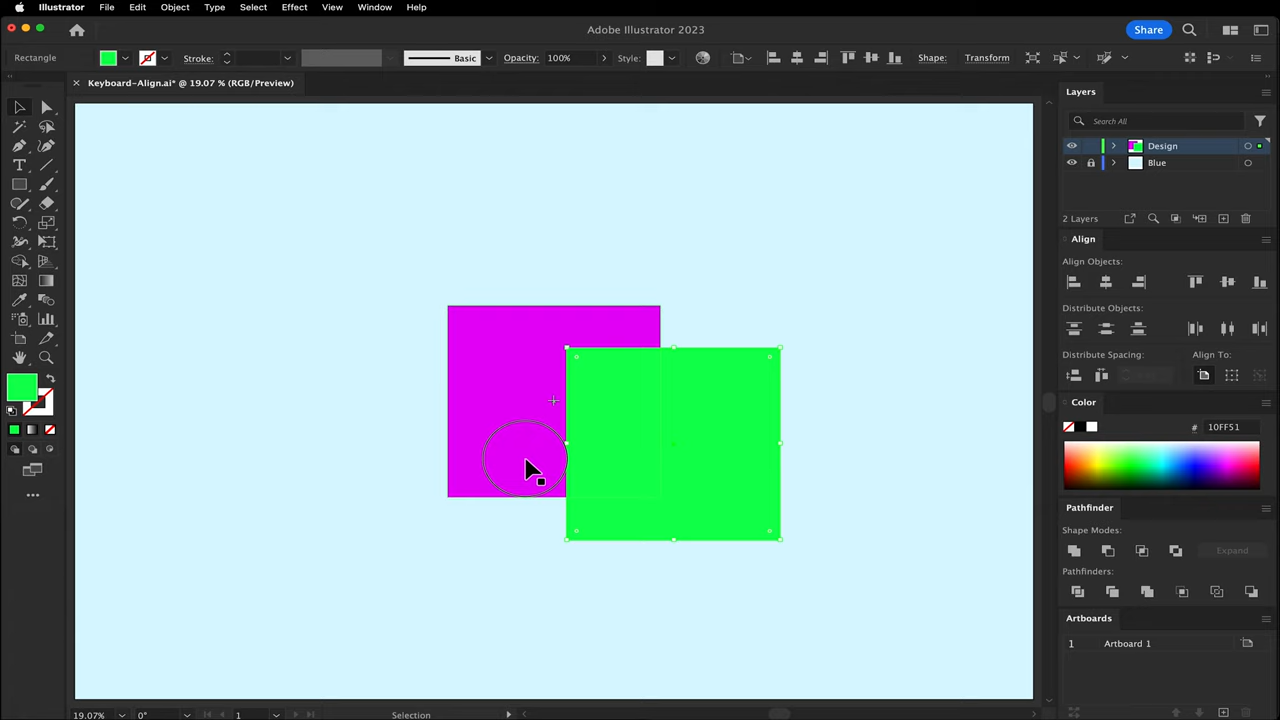 Illustrator File Edit Object Type Select Effect View Window Help
Adobe Illustrator 2023
Share
Rectangle Stroke: Basic Opacity: 100% Style: Shape: Transform
× Keyboard-Align.ai* @ 19.07 % (RGB/Preview)
Layers
Search All
Design
Blue
2 Layers
Align
Align Objects:
Distribute Objects:
Distribute Spacing: Align To:
Color
# 10FF51
Pathfinder
Shape Modes:
Expand
Pathfinders:
Artboards
1 Artboard 1
19.07% 0° 1 Selection